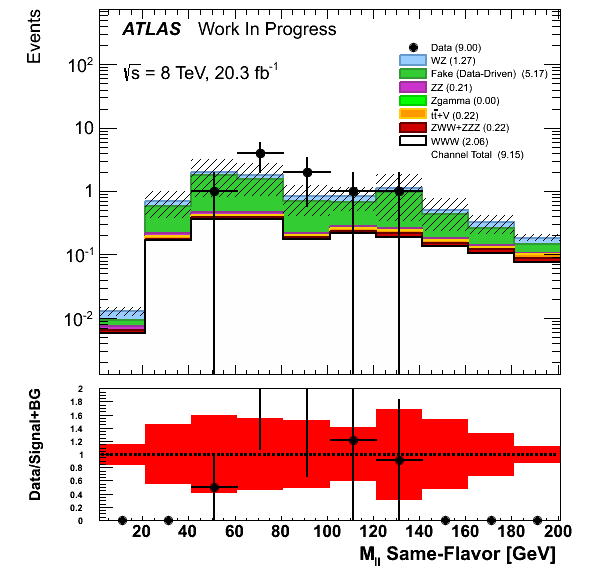 Events
ATLAS Work In Progress
√s = 8 TeV, 20.3 fb⁻¹
Data (9.00)
WZ (1.27)
Fake (Data-Driven) (5.17)
ZZ (0.21)
Zgamma (0.00)
tt̄+V (0.22)
ZWW+ZZZ (0.22)
WWW (2.06)
Channel Total (9.15)
10²
10
1
10⁻¹
10⁻²
Data/Signal+BG
2
1.8
1.6
1.4
1.2
1
0.8
0.6
0.4
0.2
0
20 40 60 80 100 120 140 160 180 200
M_ll Same-Flavor [GeV]